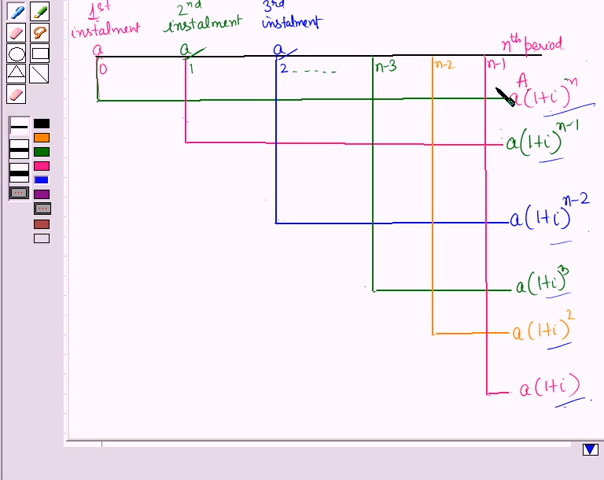 1st instalment
2nd instalment
3rd instalment
a a a
nth period
0 1 2 ------ n-3 n-2 n-1
A
a(1+i)^n
a(1+i)^n-1
a(1+i)^n-2
a(1+i)^3
a(1+i)^2
a(1+i)